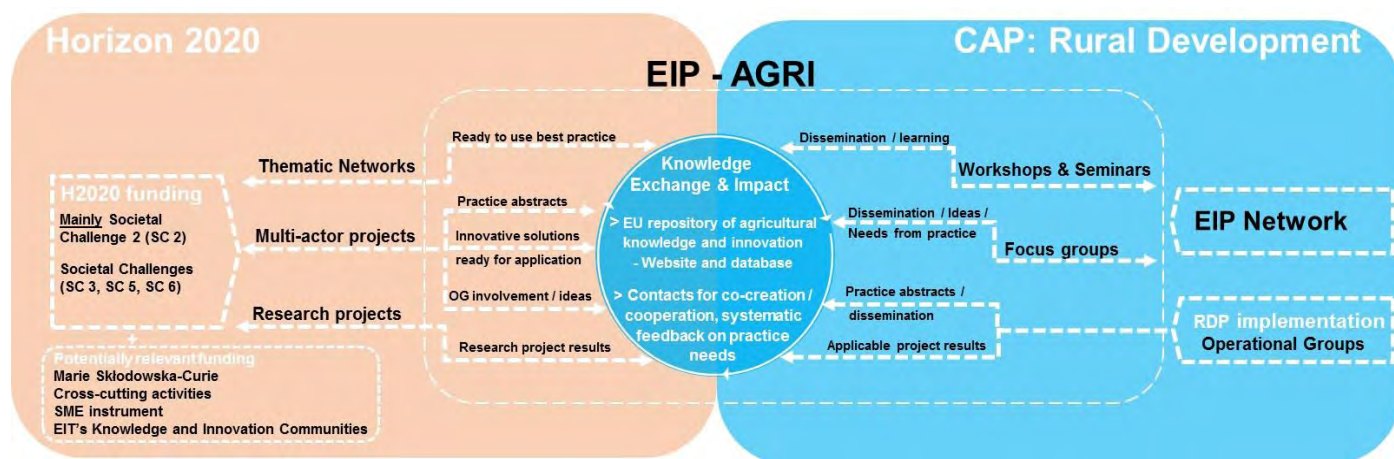 Horizon 2020
CAP: Rural Development
EIP - AGRI
Ready to use best practice
Thematic Networks
H2020 funding
Mainly Societal
Challenge 2 (SC 2)
Societal Challenges
(SC 3, SC 5, SC 6)
Practice abstracts
Multi-actor projects
Innovative solutions
ready for application
OG involvement / ideas
Research projects
Research project results
Potentially relevant funding
Marie Skłodowska-Curie
Cross-cutting activities
SME instrument
EIT's Knowledge and Innovation Communities
Knowledge
Exchange & Impact
> EU repository of agricultural
knowledge and innovation
- Website and database
> Contacts for co-creation /
cooperation, systematic
feedback on practice
needs
Dissemination / learning
Workshops & Seminars
Dissemination / Ideas /
Needs from practice
Focus groups
EIP Network
Practice abstracts /
dissemination
Applicable project results
RDP implementation
Operational Groups